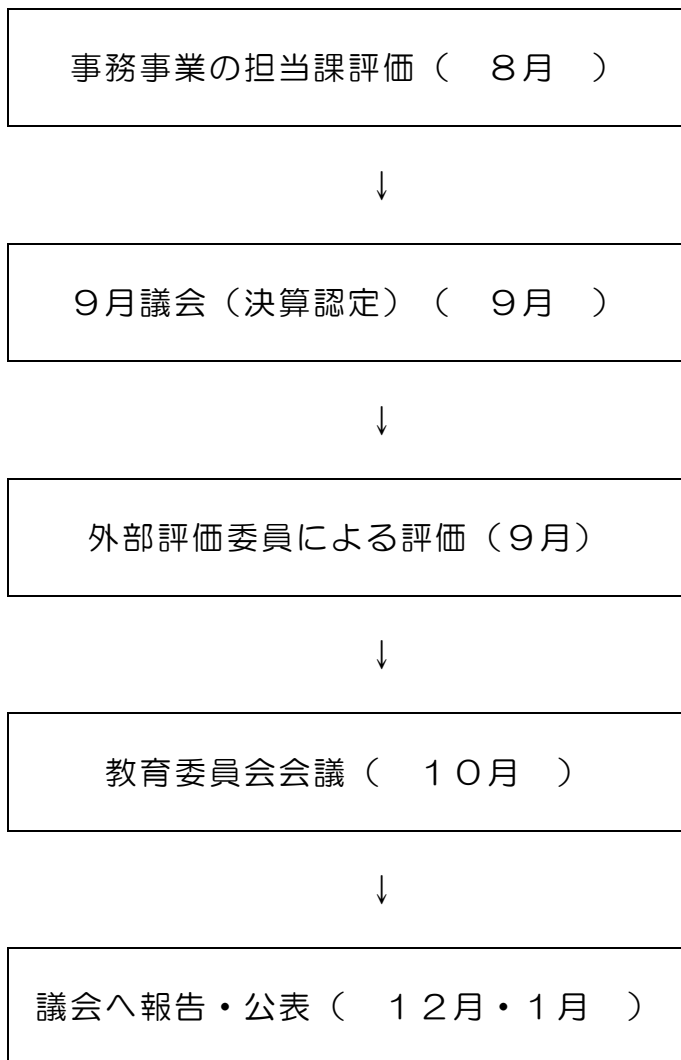 事務事業の担当課評価（　８月　）
↓
９月議会（決算認定）（　９月　）
↓
外部評価委員による評価（９月）
↓
教育委員会会議（　１０月　）
↓
議会へ報告・公表（　１２月・１月　）